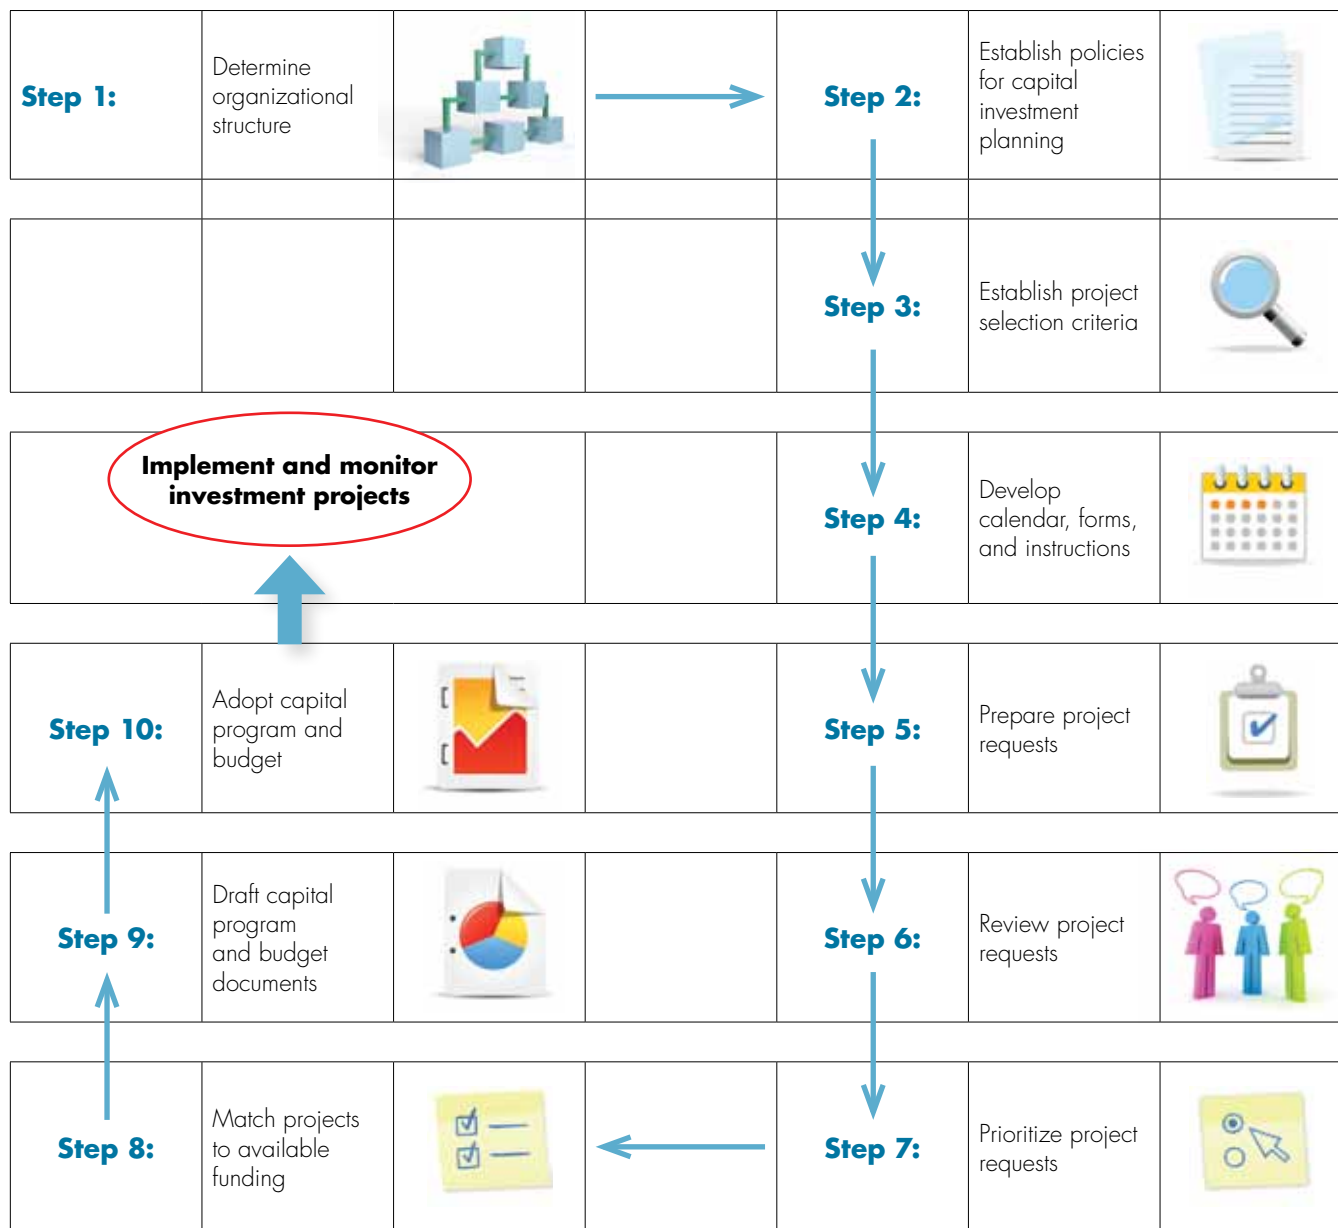 Step 1:
Determine
organizational
structure
Step 2:
Establish policies
for capital
investment
planning
Step 3:
Establish project
selection criteria
Implement and monitor
investment projects
Step 4:
Develop
calendar, forms,
and instructions
Step 10:
Adopt capital
program and
budget
Step 5:
Prepare project
requests
Step 9:
Draft capital
program
and budget
documents
Step 6:
Review project
requests
Step 8:
Match projects
to available
funding
Step 7:
Prioritize project
requests